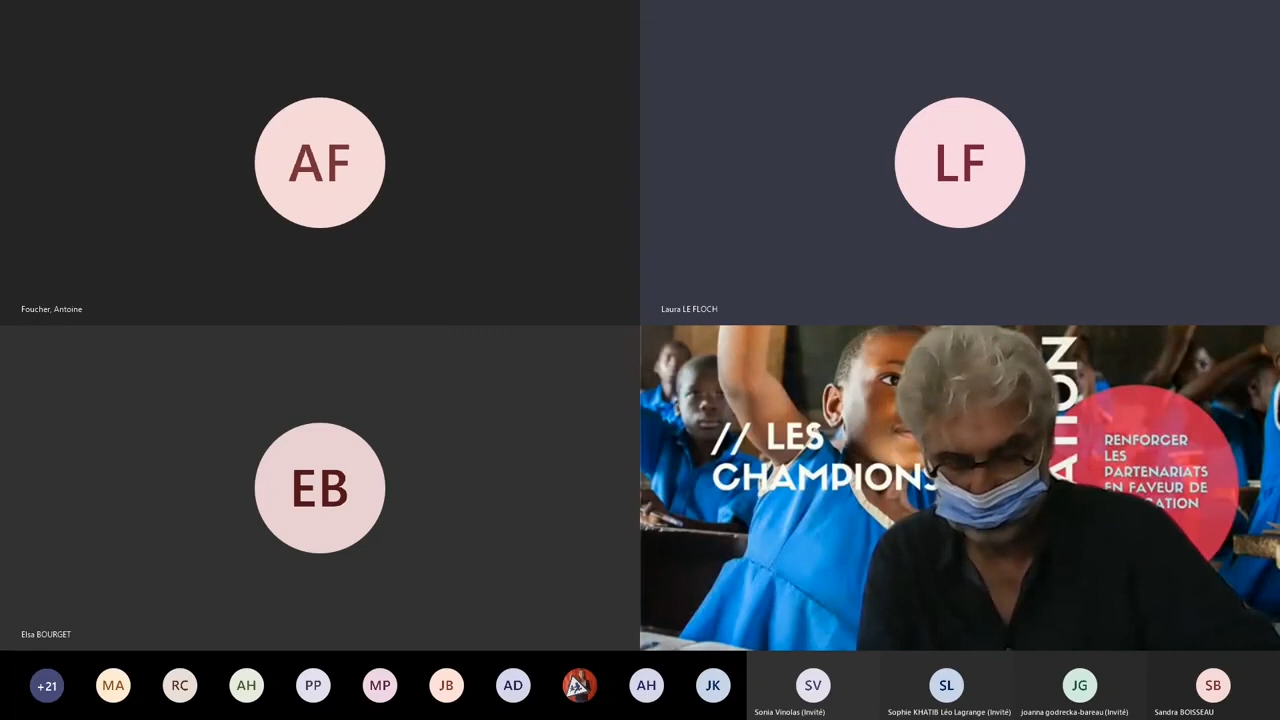 AF
Foucher, Antoine
LF
Laura LE FLOCH
EB
Elsa BOURGET
// LES
CHAMPIONS
ATION
RENFORCER
LES
PARTENARIATS
EN FAVEUR DE
CATION
+21
MA
RC
AH
PP
MP
JB
AD
AH
JK
SV
Sonia Vinolas (Invité)
SL
Sophie KHATIB Léo Lagrange (Invité)
JG
joanna godrecka-bareau (Invité)
SB
Sandra BOISSEAU